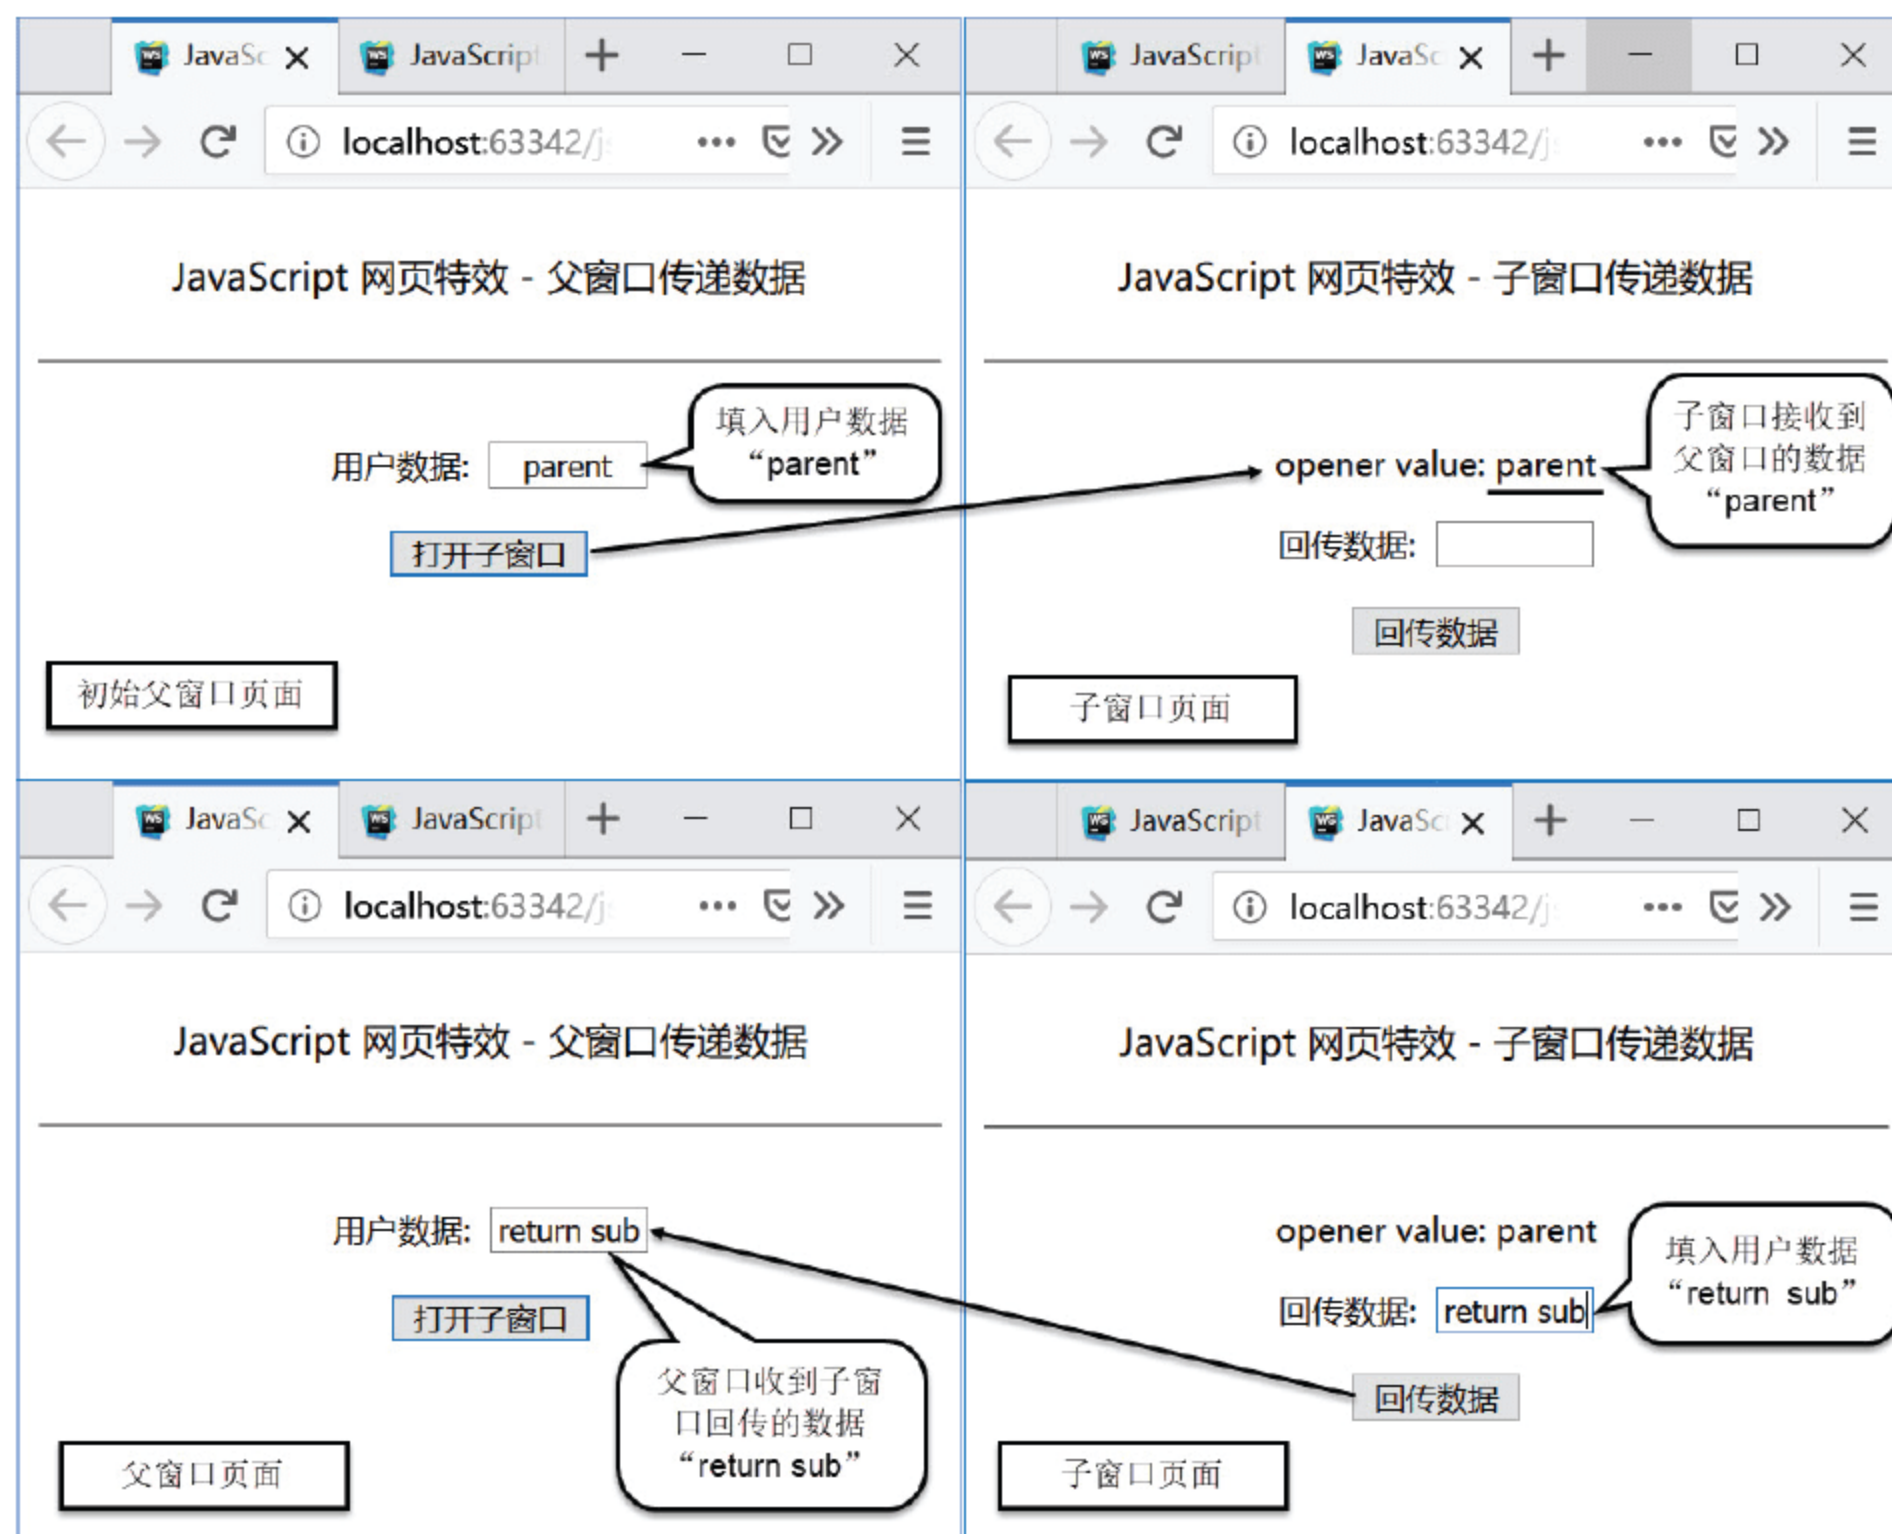 JavaSc
JavaScript
localhost:63342/j
JavaScript 网页特效 - 父窗口传递数据
填入用户数据
“parent”
用户数据: parent
打开子窗口
初始父窗口页面
JavaScript
JavaSc
localhost:63342/j
JavaScript 网页特效 - 子窗口传递数据
子窗口接收到
父窗口的数据
“parent”
opener value: parent
回传数据:
回传数据
子窗口页面
JavaSc
JavaScript
localhost:63342/j
JavaScript 网页特效 - 父窗口传递数据
用户数据: return sub
打开子窗口
父窗口收到子窗
口回传的数据
“return sub”
父窗口页面
JavaScript
JavaSc
localhost:63342/j
JavaScript 网页特效 - 子窗口传递数据
opener value: parent
填入用户数据
“return sub”
回传数据: return sub
回传数据
子窗口页面